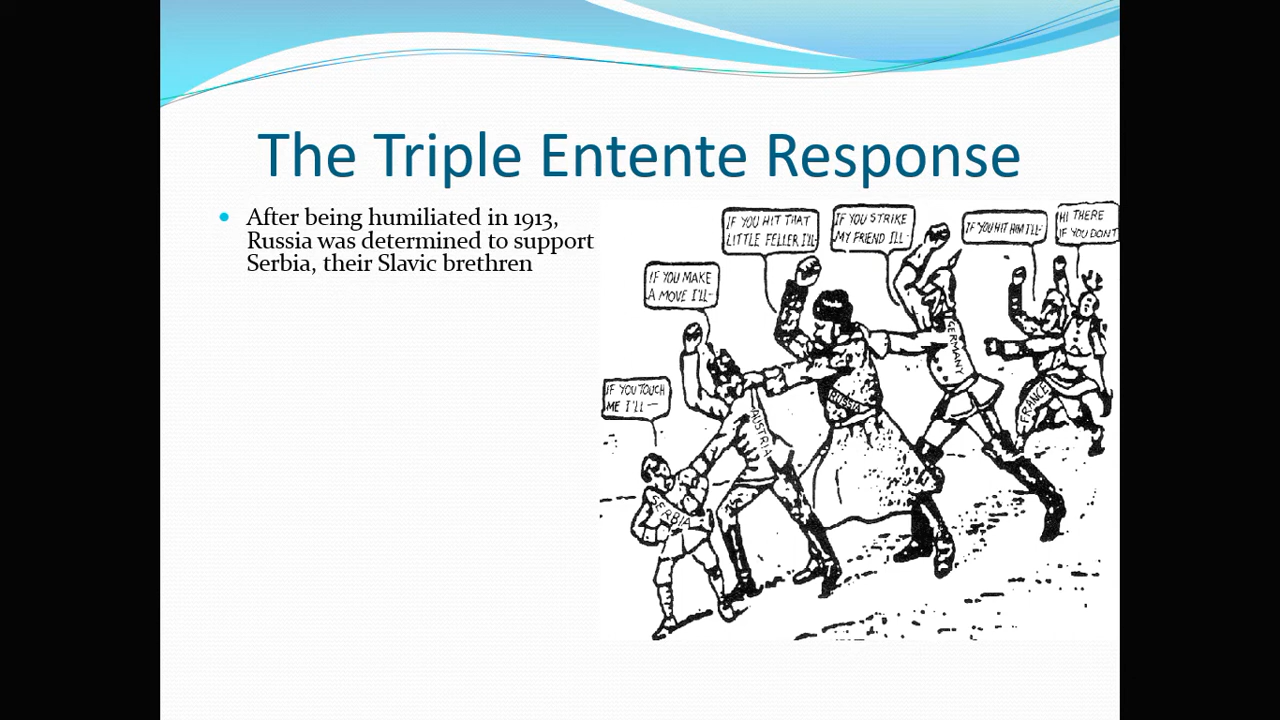 The Triple Entente Response
After being humiliated in 1913,
Russia was determined to support
Serbia, their Slavic brethren
IF YOU TOUCH
ME I'LL—
SERBIA
IF YOU MAKE
A MOVE I'LL-
AUSTRIA
IF YOU HIT THAT
LITTLE FELLER I'LL-
RUSSIA
IF YOU STRIKE
MY FRIEND I'LL-
GERMANY
IF YOU HIT HIM I'LL-
FRANCE
HI THERE
IF YOU DON'T